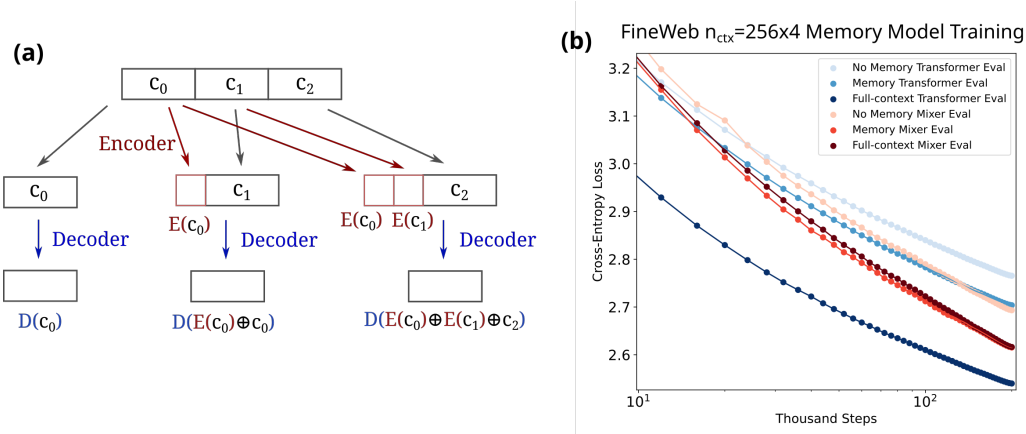 (a)
c₀ c₁ c₂
Encoder
c₀ c₁ c₂
E(c₀) E(c₀) E(c₁)
Decoder Decoder Decoder
D(c₀) D(E(c₀)⊕c₀) D(E(c₀)⊕E(c₁)⊕c₂)
(b)
FineWeb n_ctx=256x4 Memory Model Training
No Memory Transformer Eval
Memory Transformer Eval
Full-context Transformer Eval
No Memory Mixer Eval
Memory Mixer Eval
Full-context Mixer Eval
Cross-Entropy Loss
3.2
3.1
3.0
2.9
2.8
2.7
2.6
10¹ 10²
Thousand Steps